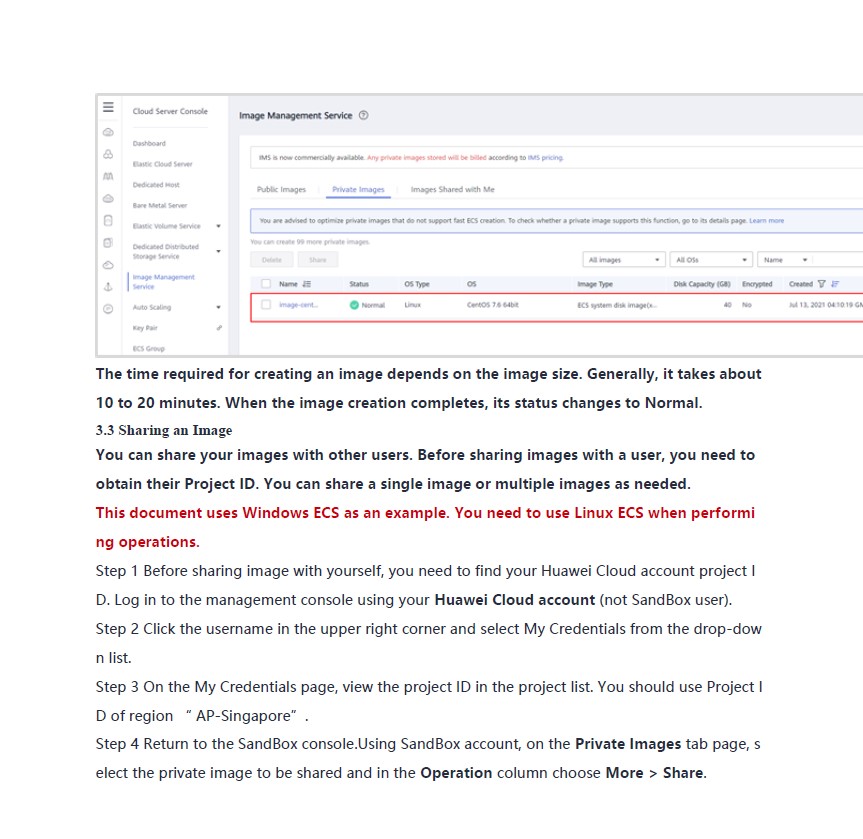 Cloud Server Console
Image Management Service
Dashboard
Elastic Cloud Server
Dedicated Host
Bare Metal Server
Elastic Volume Service
Dedicated Distributed
Storage Service
Image Management
Service
Auto Scaling
Key Pair
ECS Group
IMS is now commercially available. Any private images stored will be billed according to IMS pricing.
Public Images Private Images Images Shared with Me
You are advised to optimize private images that do not support fast ECS creation. To check whether a private image supports this function, go to its details page. Learn more
You can create 99 more private images.
Delete Share All images All OSs Name
Name Status OS Type OS Image Type Disk Capacity (GB) Encrypted Created
image-cent... Normal Linux CentOS 7.6 64bit ECS system disk image(x... 40 No Jul 13, 2021 04:10:19 GM
The time required for creating an image depends on the image size. Generally, it takes about
10 to 20 minutes. When the image creation completes, its status changes to Normal.
3.3 Sharing an Image
You can share your images with other users. Before sharing images with a user, you need to
obtain their Project ID. You can share a single image or multiple images as needed.
This document uses Windows ECS as an example. You need to use Linux ECS when performi
ng operations.
Step 1 Before sharing image with yourself, you need to find your Huawei Cloud account project I
D. Log in to the management console using your Huawei Cloud account (not SandBox user).
Step 2 Click the username in the upper right corner and select My Credentials from the drop-dow
n list.
Step 3 On the My Credentials page, view the project ID in the project list. You should use Project I
D of region “ AP-Singapore” .
Step 4 Return to the SandBox console.Using SandBox account, on the Private Images tab page, s
elect the private image to be shared and in the Operation column choose More > Share.